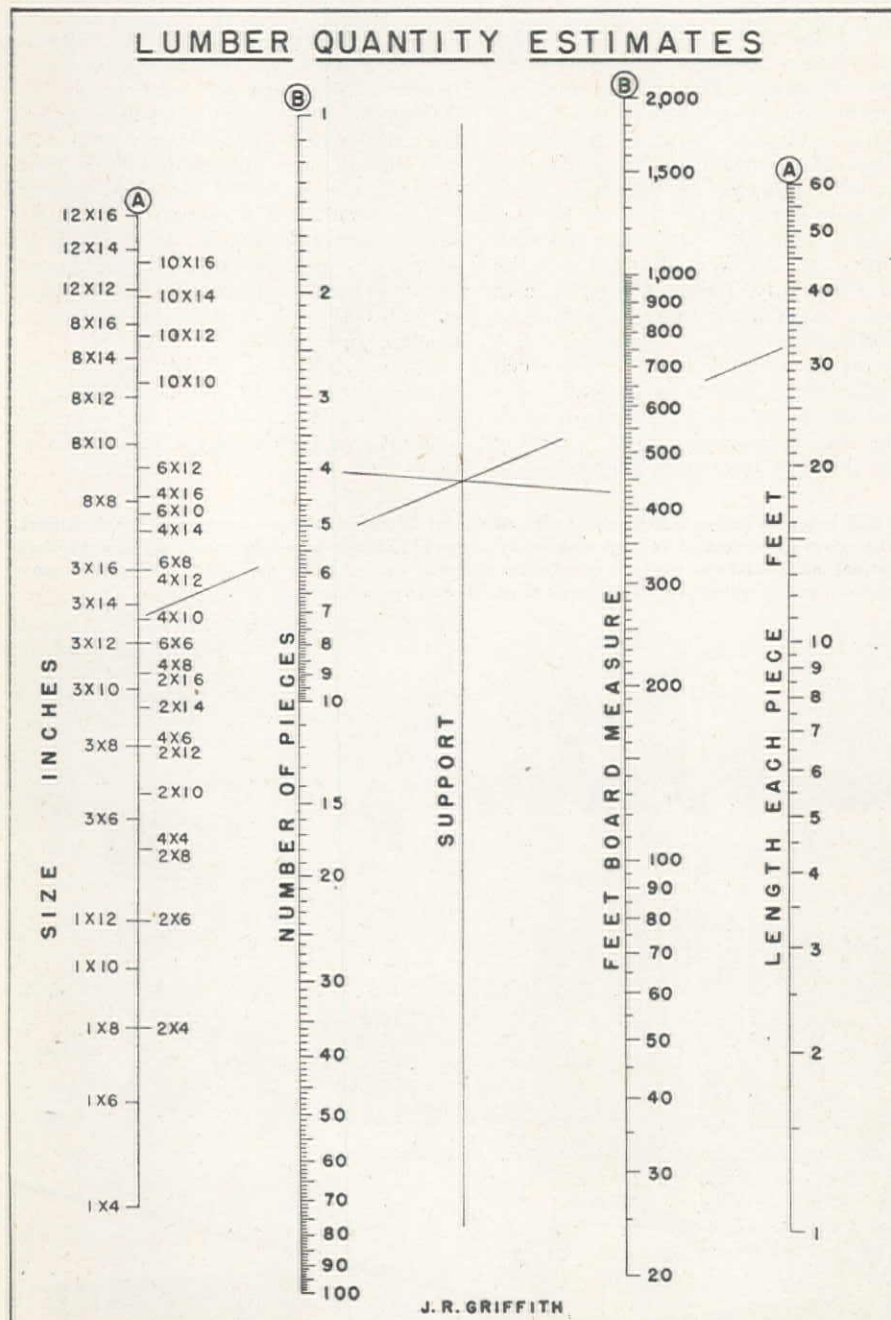 LUMBER QUANTITY ESTIMATES
A
12X16
12X14
10X16
12X12
10X14
8X16
10X12
8X14
10X10
8X12
8X10
6X12
4X16
8X8
6X10
4X14
3X16
6X8
4X12
3X14
4X10
3X12
6X6
4X8
2X16
3X10
2X14
4X6
3X8
2X12
2X10
3X6
4X4
2X8
1X12
2X6
1X10
1X8
2X4
1X6
1X4
SIZE INCHES
B
1
2
3
4
5
6
7
8
9
10
15
20
30
40
50
60
70
80
90
100
NUMBER OF PIECES
SUPPORT
B
2,000
1,500
1,000
900
800
700
600
500
400
300
200
100
90
80
70
60
50
40
30
20
FEET BOARD MEASURE
A
60
50
40
30
20
10
9
8
7
6
5
4
3
2
1
LENGTH EACH PIECE FEET
J.R.GRIFFITH